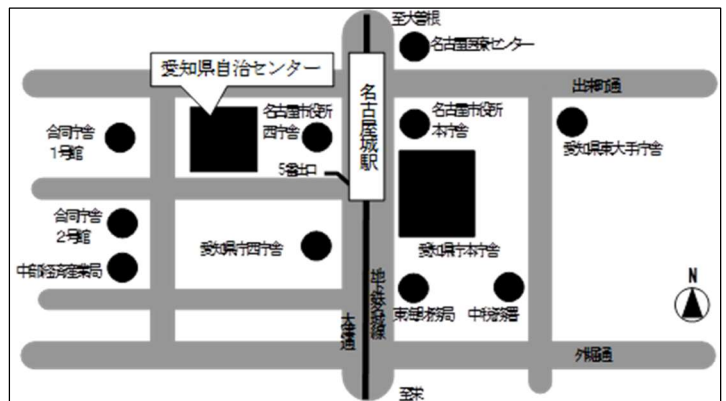 至大曽根
名古屋医療センター
愛知県自治センター
出来町通
名古屋城駅
名古屋市役所
西庁舎
名古屋市役所
本庁舎
合同庁舎
1号館
愛知県東大手庁舎
5番出口
合同庁舎
2号館
愛知県庁西庁舎
愛知県庁本庁舎
中部経済産業局
地下鉄名城線
N
大津通
東海財務局
中税務署
外堀通
至栄